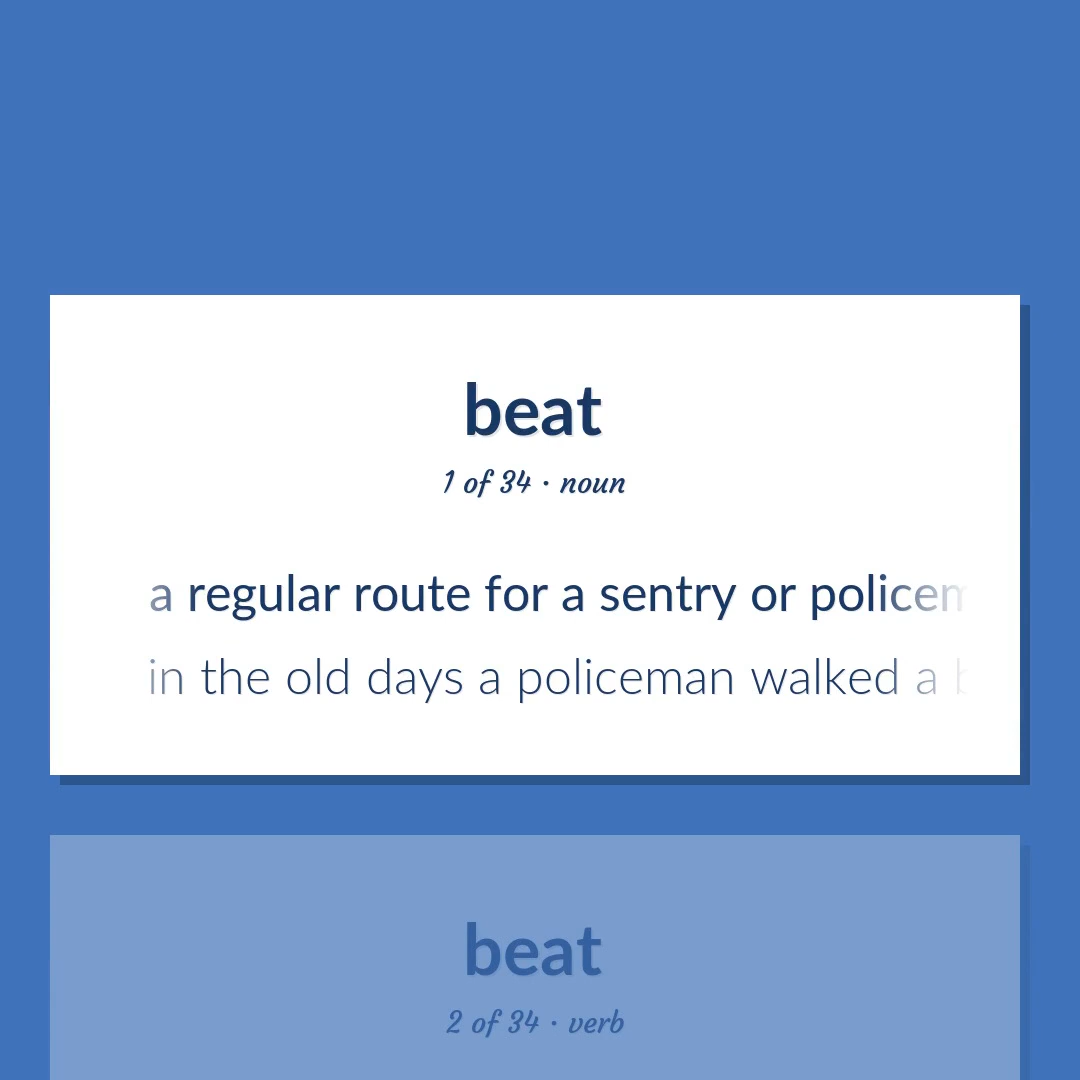 beat
1 of 34 · noun
a regular route for a sentry or
in the old days a policeman walked a
beat
2 of 34 · verb